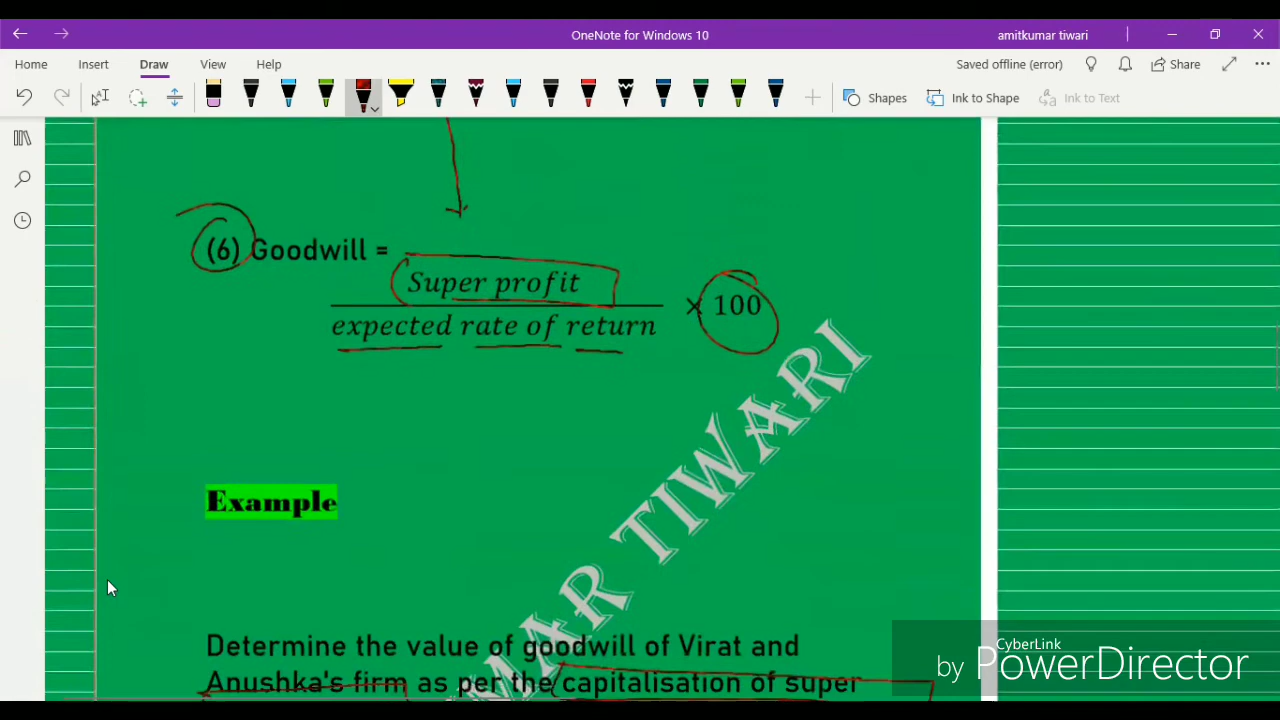 OneNote for Windows 10
amitkumar tiwari
Home Insert Draw View Help
Saved offline (error) Share
Shapes Ink to Shape Ink to Text
(6) Goodwill =
Super profit
expected rate of return
× 100
Example
Determine the value of goodwill of Virat and
Anushka's firm as per the capitalisation of super
MAR TIWARI
CyberLink
by PowerDirector